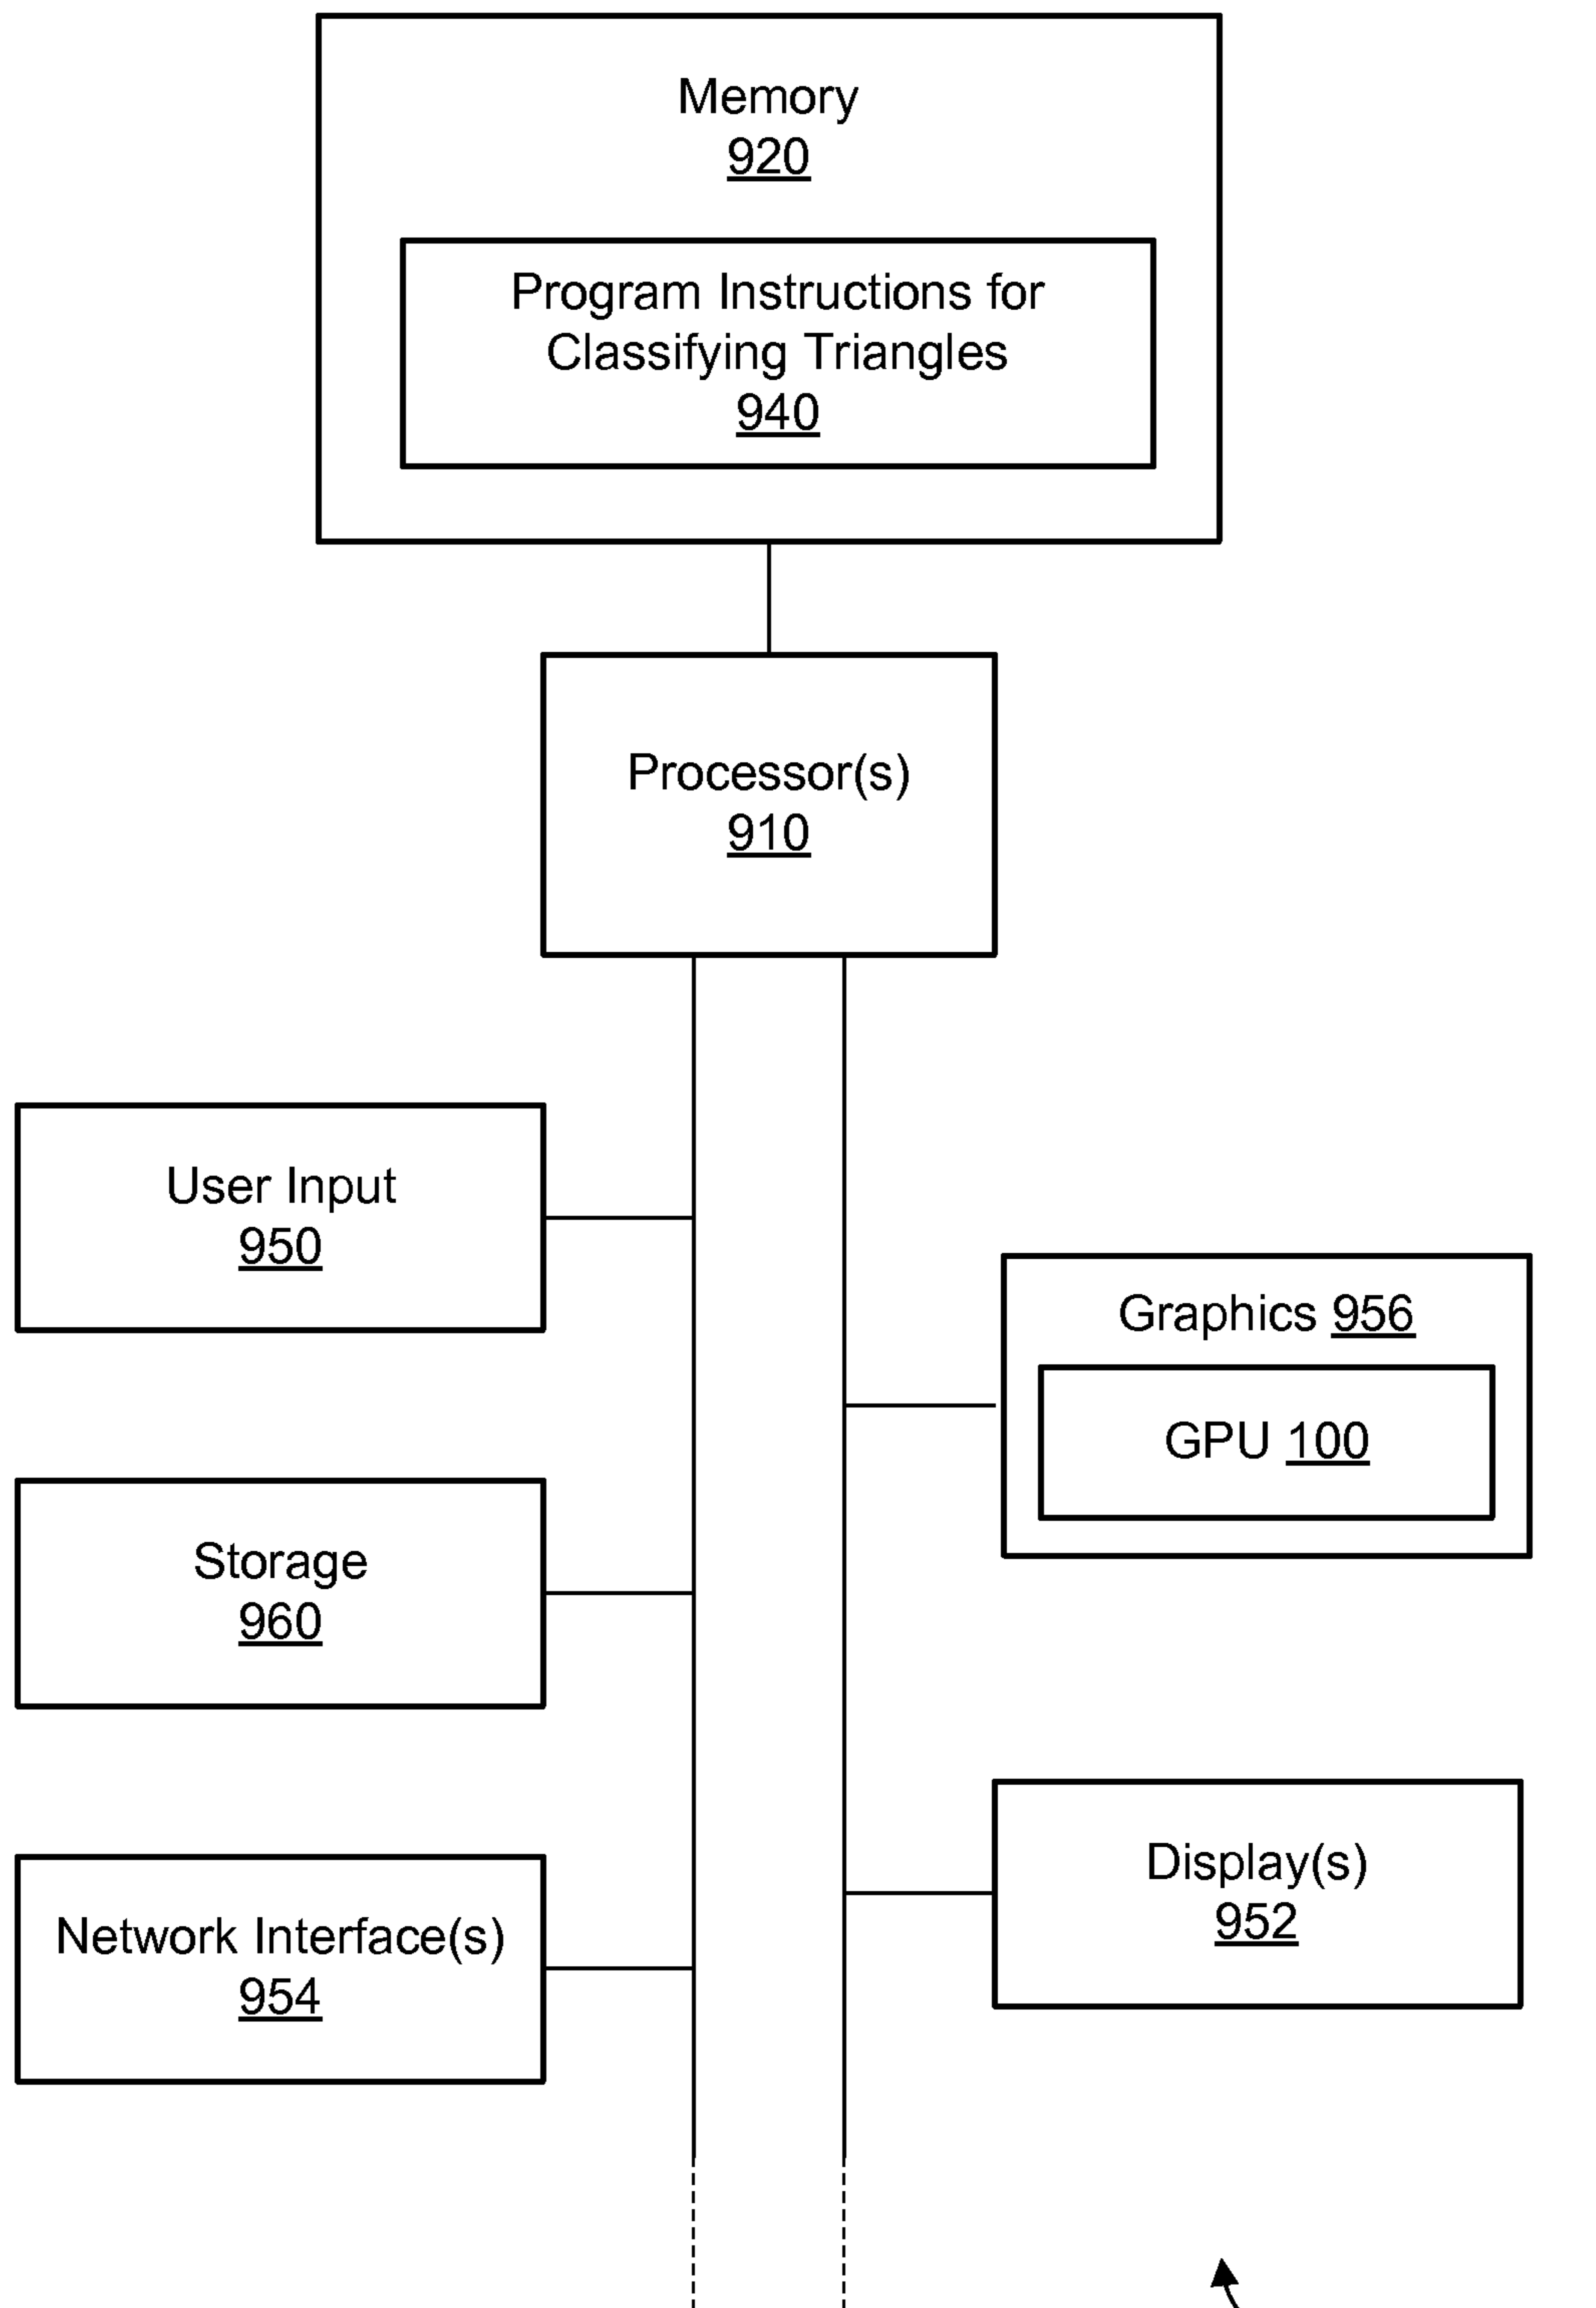 Memory
920
Program Instructions for
Classifying Triangles
940
Processor(s)
910
User Input
950
Graphics 956
GPU 100
Storage
960
Display(s)
952
Network Interface(s)
954